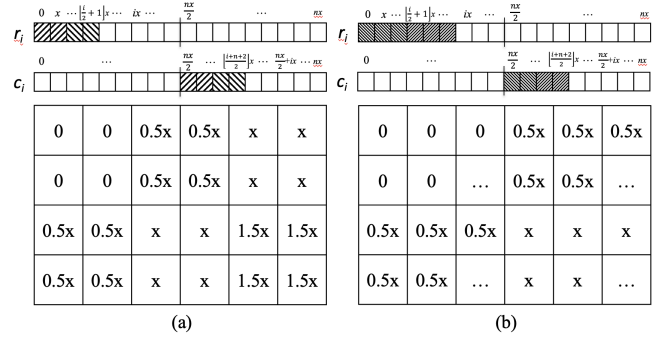 0 x ... ⌊i/2 + 1⌋x ... ix ... nx/2 ... nx
r_i
0 ... nx/2 ... ⌊(i+n+2)/2⌋x ... nx/2+ix ... nx
c_i
0 0 0.5x 0.5x x x
0 0 0.5x 0.5x x x
0.5x 0.5x x x 1.5x 1.5x
0.5x 0.5x x x 1.5x 1.5x
(a)
0 x ... ⌊i/2 + 1⌋x ... ix ... nx/2 ... nx
r_i
0 ... nx/2 ... ⌊(i+n+2)/2⌋x ... nx/2+ix ... nx
c_i
0 0 0 0.5x 0.5x 0.5x
0 0 ... 0.5x 0.5x ...
0.5x 0.5x 0.5x x x x
0.5x 0.5x ... x x ...
(b)